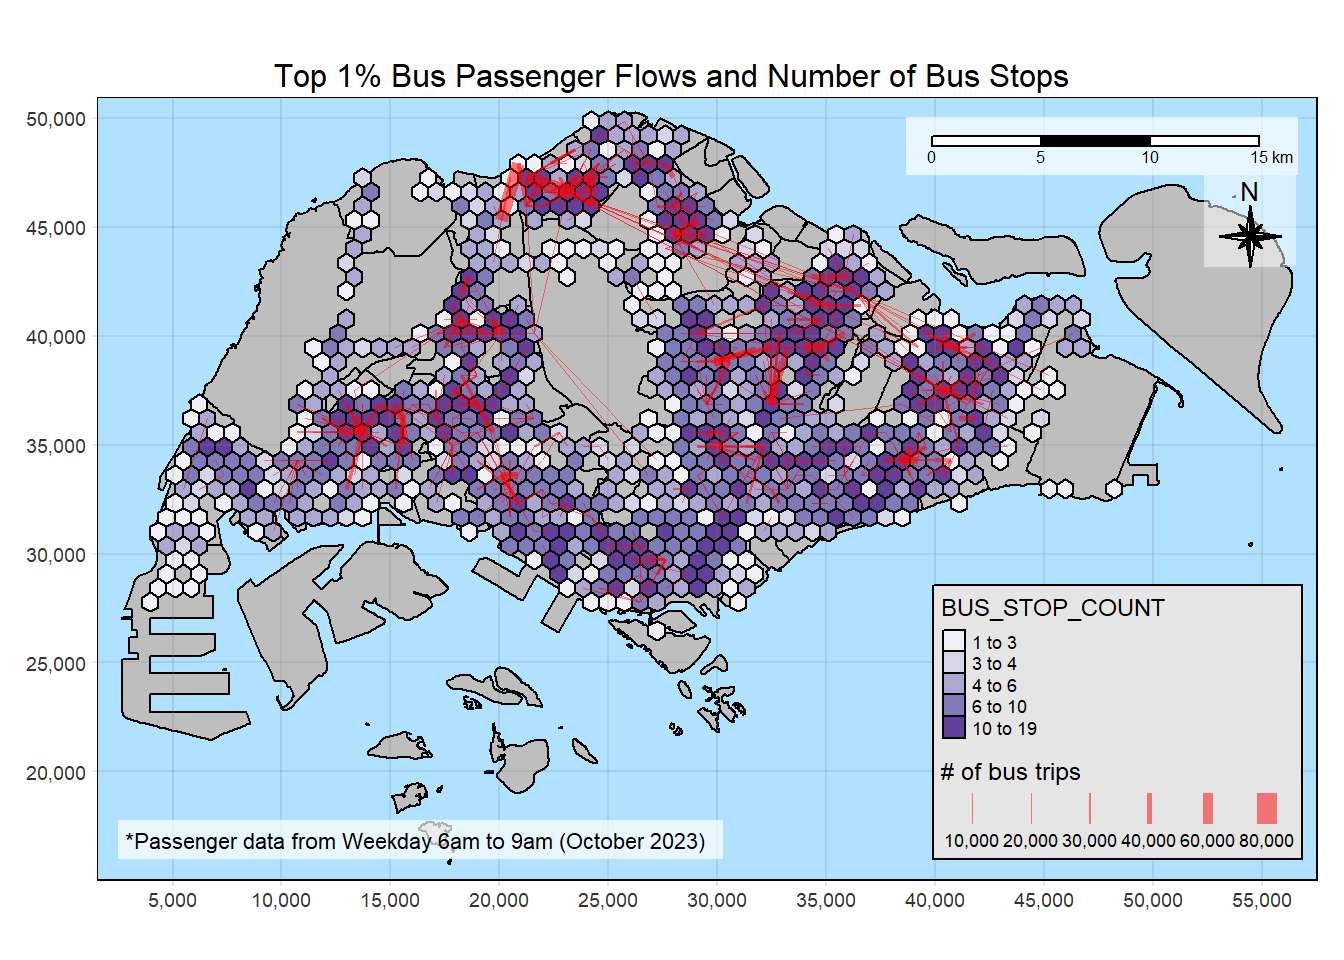 Top 1% Bus Passenger Flows and Number of Bus Stops
50,000
45,000
40,000
35,000
30,000
25,000
20,000
0 5 10 15 km
N
BUS_STOP_COUNT
1 to 3
3 to 4
4 to 6
6 to 10
10 to 19
# of bus trips
10,000 20,000 30,000 40,000 60,000 80,000
*Passenger data from Weekday 6am to 9am (October 2023)
5,000 10,000 15,000 20,000 25,000 30,000 35,000 40,000 45,000 50,000 55,000